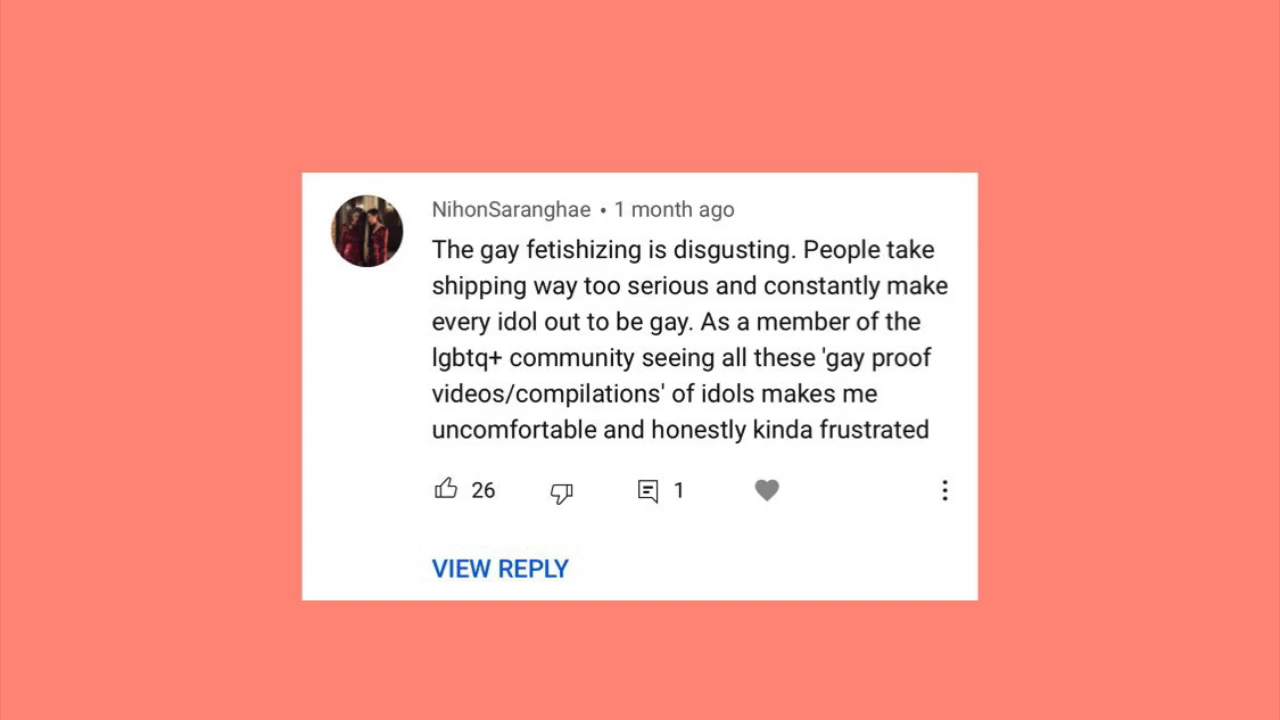 NihonSaranghae • 1 month ago
The gay fetishizing is disgusting. People take
shipping way too serious and constantly make
every idol out to be gay. As a member of the
lgbtq+ community seeing all these 'gay proof
videos/compilations' of idols makes me
uncomfortable and honestly kinda frustrated
26 1
VIEW REPLY